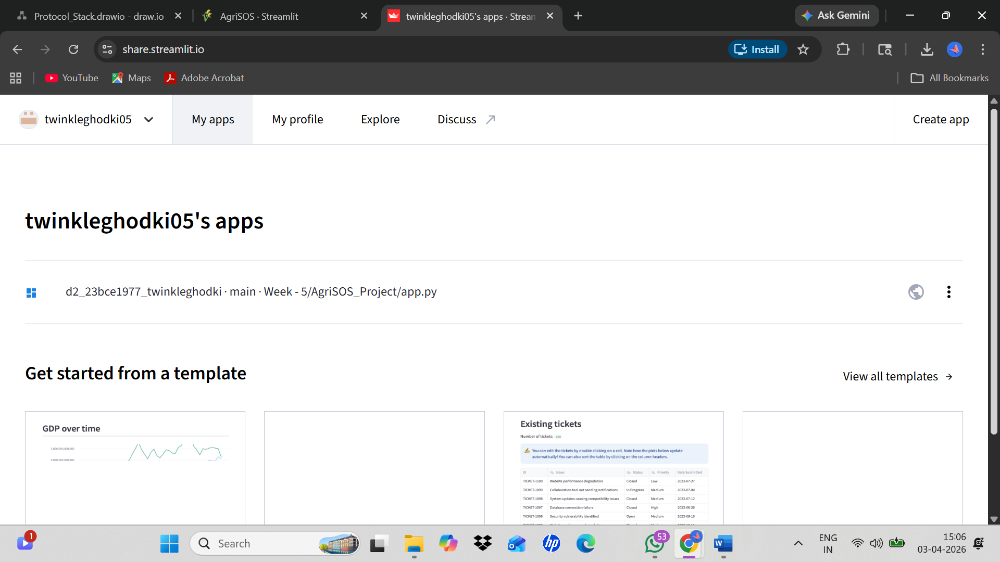 Protocol_Stack.drawio - draw.io
AgriSOS · Streamlit
twinkleghodki05's apps · Stream
Ask Gemini
share.streamlit.io
Install
YouTube
Maps
Adobe Acrobat
All Bookmarks
twinkleghodki05
My apps
My profile
Explore
Discuss
Create app
twinkleghodki05's apps
d2_23bce1977_twinkleghodki · main · Week - 5/AgriSOS_Project/app.py
Get started from a template
View all templates →
GDP over time
5,000,000,000,000
4,000,000,000,000
Existing tickets
Number of tickets: 100
You can edit the tickets by double clicking on a cell. Note how the plots below update
automatically! You can also sort the table by clicking on the column headers.
ID Issue Status Priority Date Submitted
TICKET-1100 Website performance degradation Closed Low 2023-07-27
TICKET-1099 Collaboration tool not sending notifications In Progress Medium 2023-07-04
TICKET-1098 System updates causing compatibility issues Closed Medium 2023-07-12
TICKET-1097 Database connection failure Closed High 2023-06-20
TICKET-1096 Security vulnerability identified Open Medium 2023-08-10
1
Search
hp
53
W
ENG
IN
15:06
03-04-2026